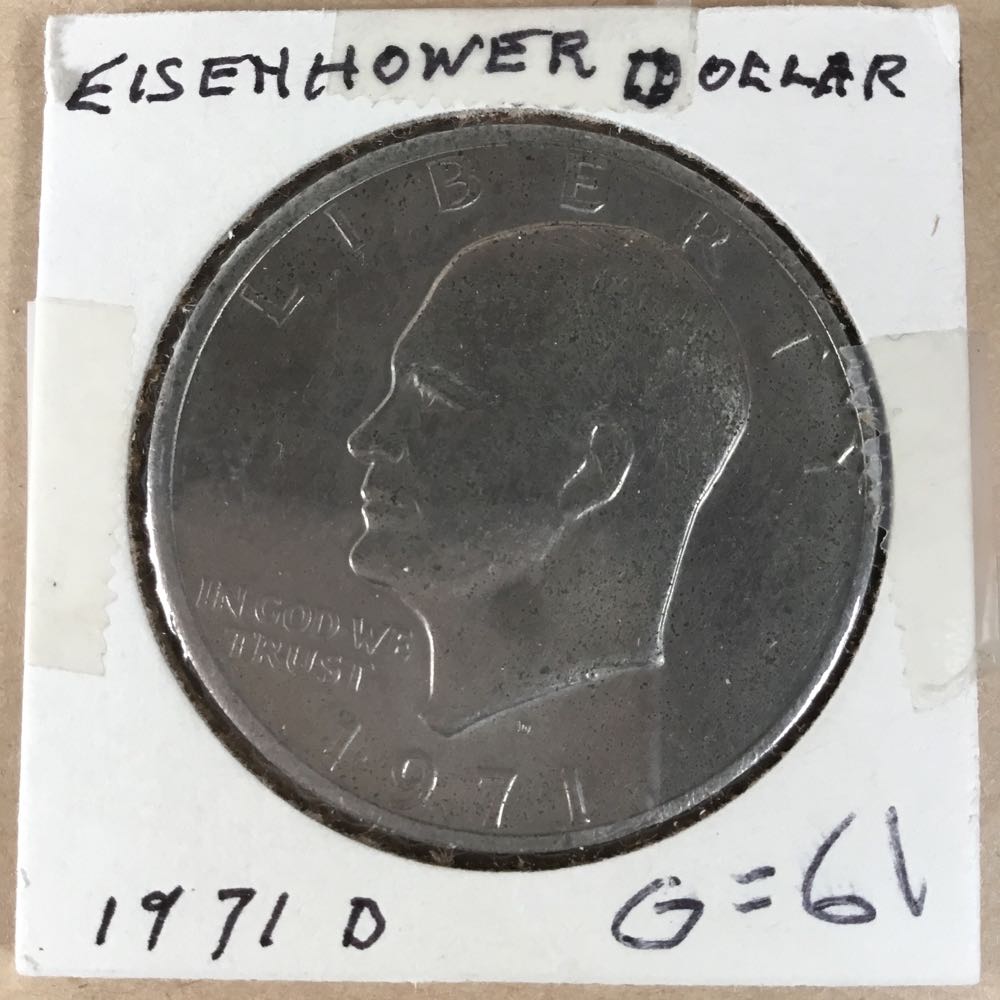 EISENHOWER DOLLAR
LIBERTY
IN GOD WE
TRUST
1971
1971 D
G=61